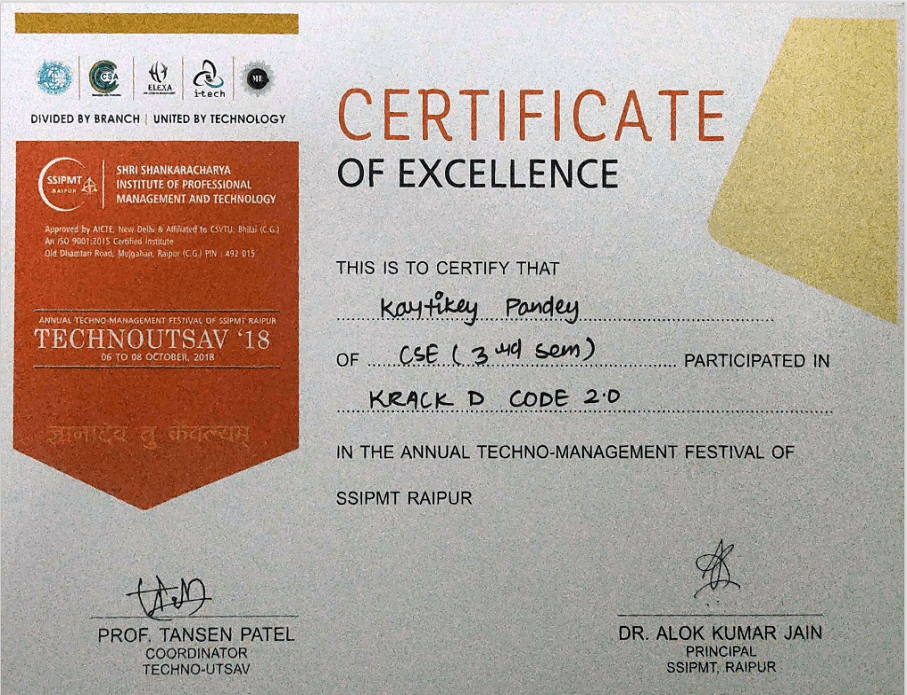 CSA
ELEXA
i-tech
ME
DIVIDED BY BRANCH | UNITED BY TECHNOLOGY
SSIPMT
RAIPUR
SHRI SHANKARACHARYA
INSTITUTE OF PROFESSIONAL
MANAGEMENT AND TECHNOLOGY
Approved by AICTE, New Delhi & Affiliated to CSVTU, Bhilai (C.G.)
An ISO 9001:2015 Certified Institute
Old Dhamtari Road, Mujgahan, Raipur (C.G.) PIN : 492 015
ANNUAL TECHNO-MANAGEMENT FESTIVAL OF SSIPMT RAIPUR
TECHNOUTSAV '18
06 TO 08 OCTOBER, 2018
ज्ञानादेव तु कैवल्यम्
CERTIFICATE
OF EXCELLENCE
THIS IS TO CERTIFY THAT
Kaytikey Pandey
OF CSE (3rd sem) PARTICIPATED IN
KRACK D CODE 2.0
IN THE ANNUAL TECHNO-MANAGEMENT FESTIVAL OF
SSIPMT RAIPUR
PROF. TANSEN PATEL
COORDINATOR
TECHNO-UTSAV
DR. ALOK KUMAR JAIN
PRINCIPAL
SSIPMT, RAIPUR